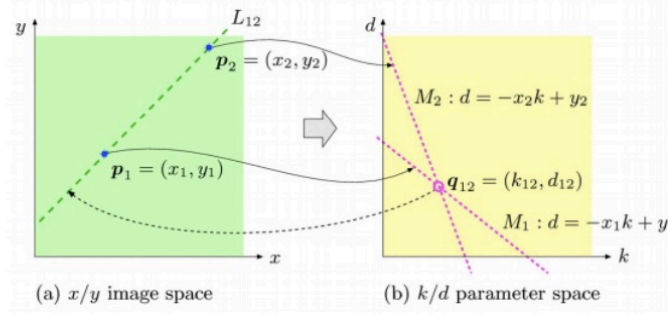 y
L₁₂
p₂ = (x₂, y₂)
p₁ = (x₁, y₁)
x
(a) x/y image space
d
M₂ : d = −x₂k + y₂
q₁₂ = (k₁₂, d₁₂)
M₁ : d = −x₁k + y
k
(b) k/d parameter space